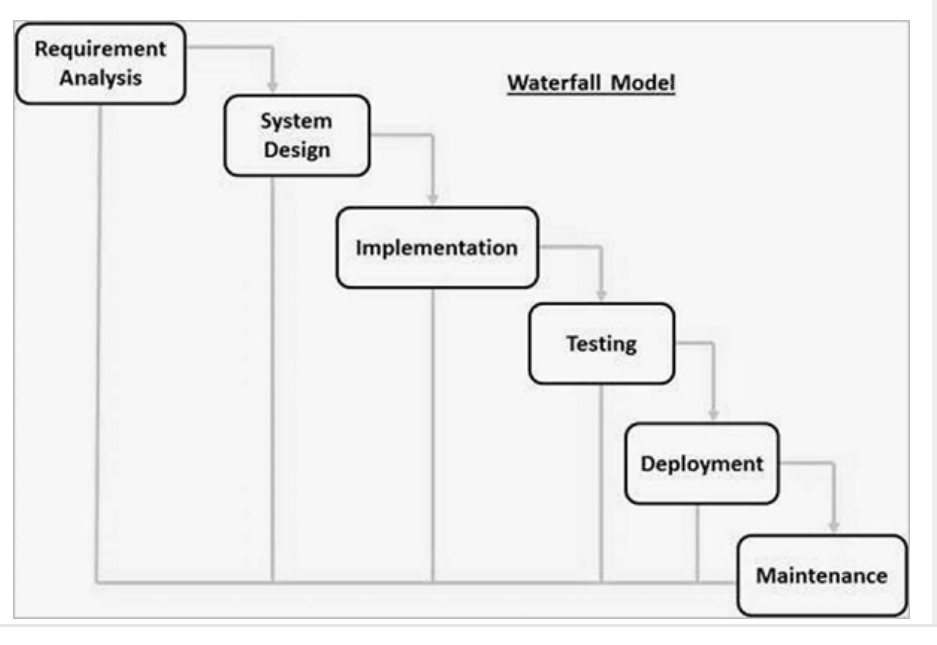 Requirement
Analysis
Waterfall Model
System
Design
Implementation
Testing
Deployment
Maintenance